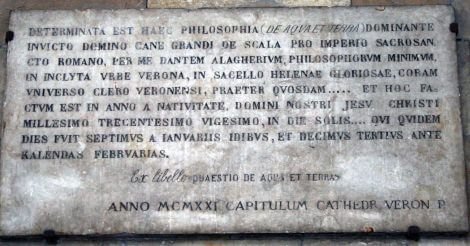 DETERMINATA EST HAEC PHILOSOPHIA (DE AQUA ET TERRA) DOMINANTE
INVICTO DOMINO CANE GRANDI DE SCALA PRO IMPERIO SACROSAN
CTO ROMANO, PER ME DANTEM ALAGHERIVM, PHILOSOPHORVM MINIMVM,
IN INCLYTA VRBE VERONA, IN SACELLO HELENAE GLORIOSAE, CORAM
VNIVERSO CLERO VERONENSI, PRAETER QVOSDAM..... ET HOC FA
CTVM EST IN ANNO A NATIVITATE, DOMINI NOSTRI JESV CHRISTI
MILLESIMO TRECENTESIMO VIGESIMO, IN DIE SOLIS.... QVI QVIDEM
DIES FVIT SEPTIMVS A IANVARIIS IDIBVS, ET DECIMVS TERTIVS ANTE
KALENDAS FEBRVARIAS.
Ex libello QVAESTIO DE AQUA ET TERRA
ANNO MCMXXI CAPITULUM CATHEDR VERON P.